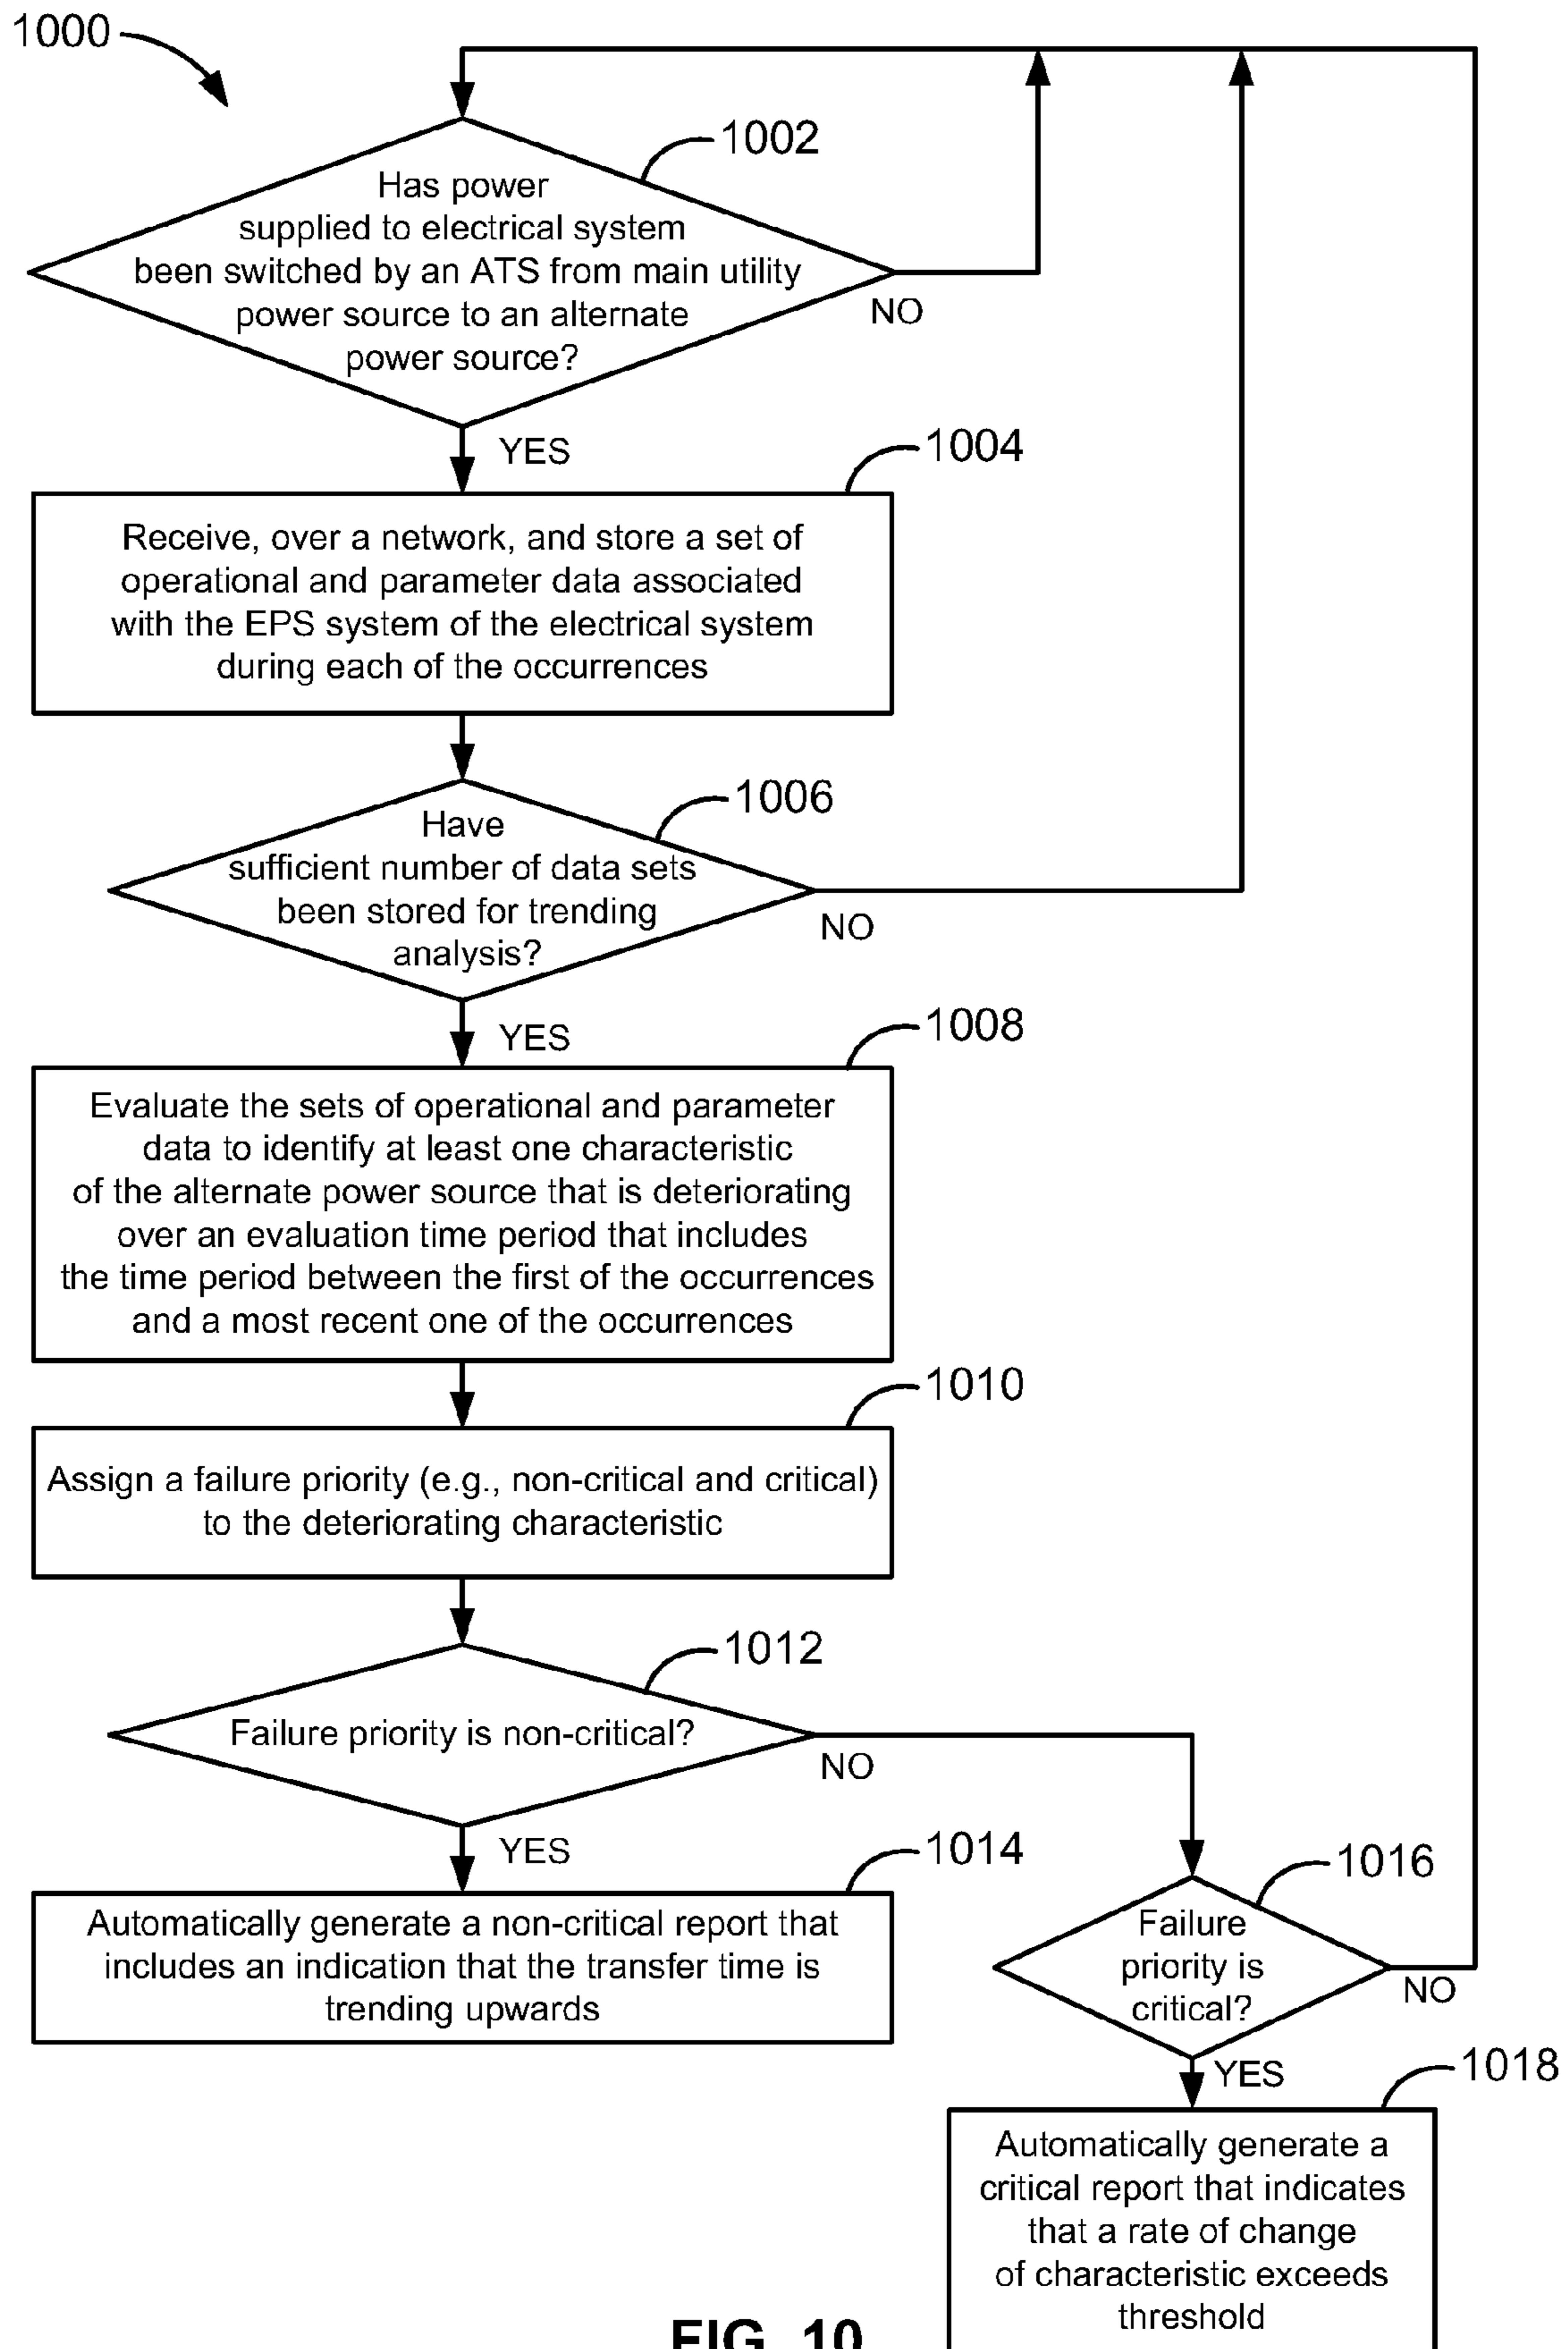 1000
1002
Has power
supplied to electrical system
been switched by an ATS from main utility
power source to an alternate
power source?
NO
YES
1004
Receive, over a network, and store a set of
operational and parameter data associated
with the EPS system of the electrical system
during each of the occurrences
1006
Have
sufficient number of data sets
been stored for trending
analysis?
NO
YES
1008
Evaluate the sets of operational and parameter
data to identify at least one characteristic
of the alternate power source that is deteriorating
over an evaluation time period that includes
the time period between the first of the occurrences
and a most recent one of the occurrences
1010
Assign a failure priority (e.g., non-critical and critical)
to the deteriorating characteristic
1012
Failure priority is non-critical?
NO
YES
1014
Automatically generate a non-critical report that
includes an indication that the transfer time is
trending upwards
1016
Failure
priority is
critical?
NO
YES
1018
Automatically generate a
critical report that indicates
that a rate of change
of characteristic exceeds
threshold
FIG. 10